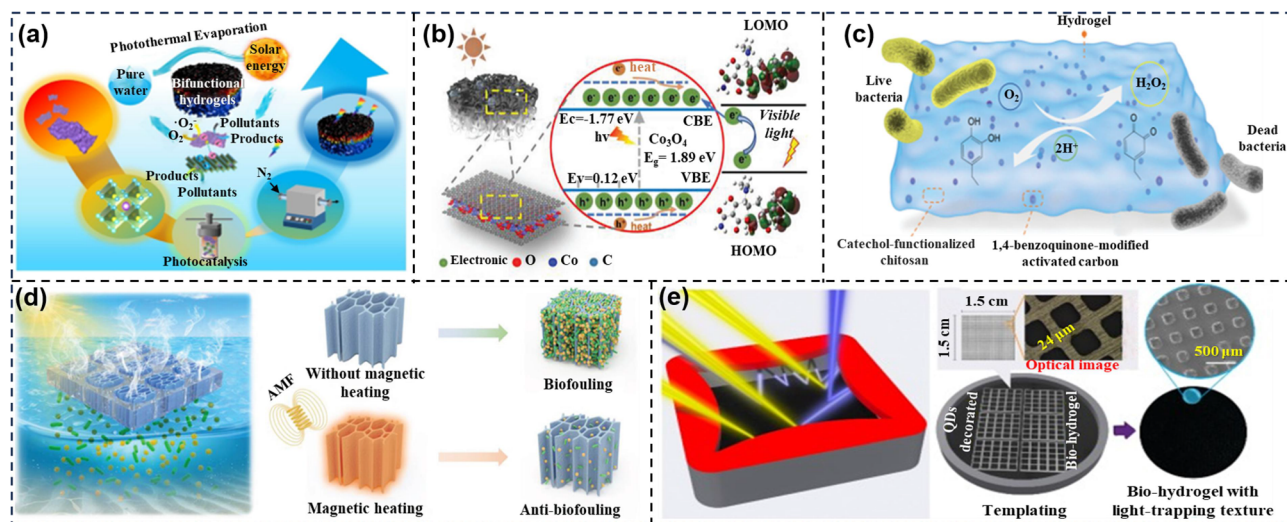 (a)
Photothermal Evaporation
Solar
energy
Pure
water
Bifunctional
hydrogels
·O₂⁻
O₂
Pollutants
Products
Products
Pollutants
N₂
Photocatalysis
(b)
heat
e⁻ e⁻ e⁻ e⁻ e⁻ e⁻
Ec=-1.77 eV
CBE
hν
Co₃O₄
Eg= 1.89 eV
Ev=0.12 eV
VBE
h⁺ h⁺ h⁺ h⁺ h⁺ h⁺
heat
LOMO
Visible
light
e⁻
e⁻
HOMO
Electronic O Co C
(c)
Hydrogel
Live
bacteria
O₂
H₂O₂
2H⁺
OH
OH
O
O
Dead
bacteria
Catechol-functionalized
chitosan
1,4-benzoquinone-modified
activated carbon
(d)
Without magnetic
heating
Biofouling
AMF
Magnetic heating
Anti-biofouling
(e)
1.5 cm
1.5 cm
24 μm
Optical image
500 μm
QDs
decorated
Bio-hydrogel
Templating
Bio-hydrogel with
light-trapping texture